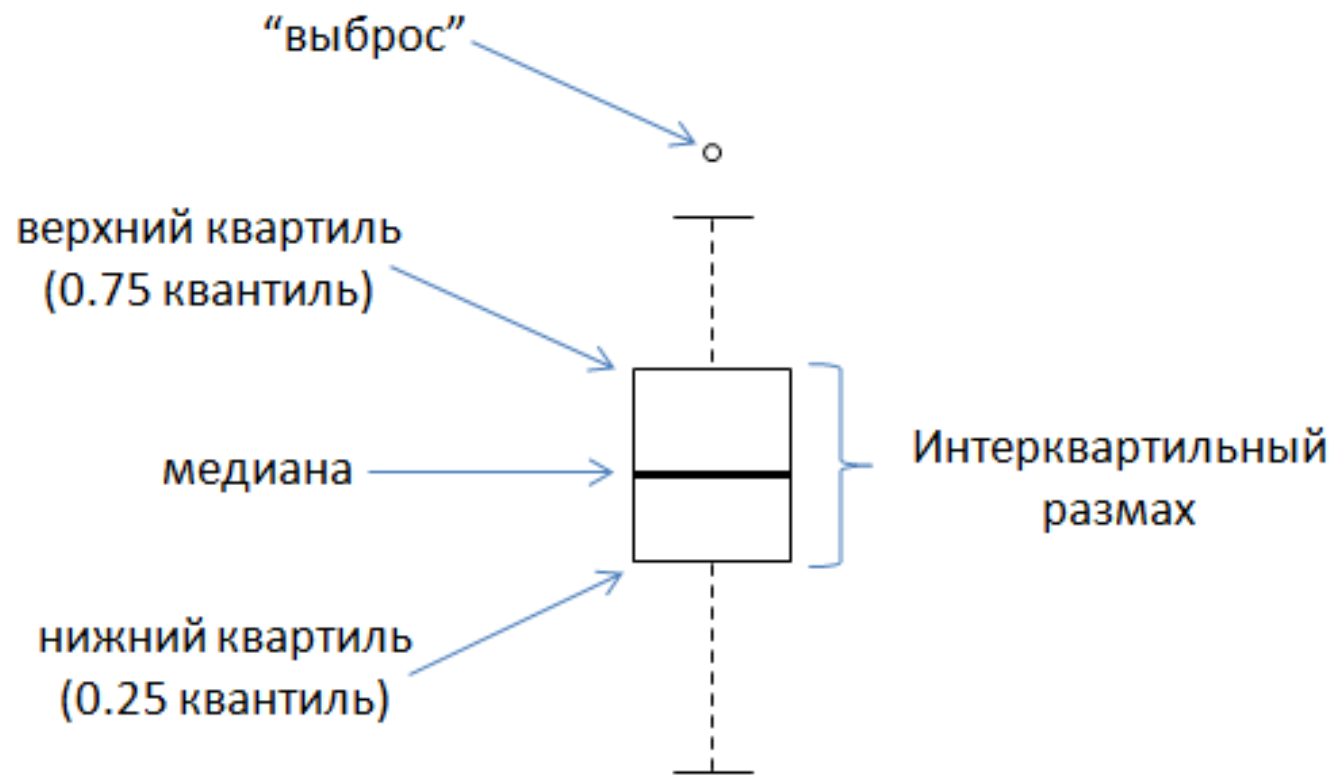 “выброс”
верхний квартиль
(0.75 квантиль)
медиана
Интерквартильный
размах
нижний квартиль
(0.25 квантиль)